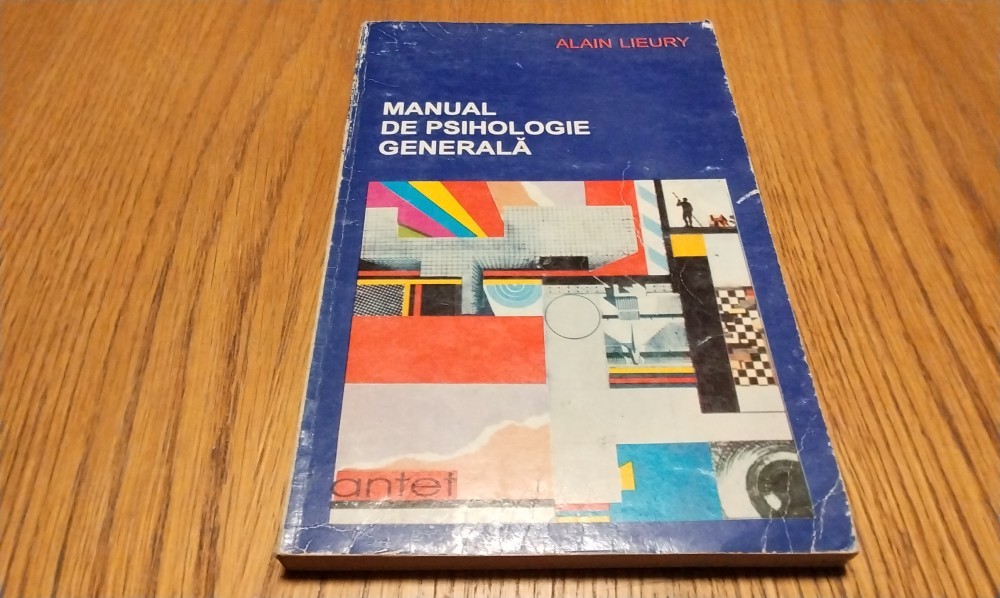 ALAIN LIEURY
MANUAL
DE PSIHOLOGIE
GENERALĂ
antet